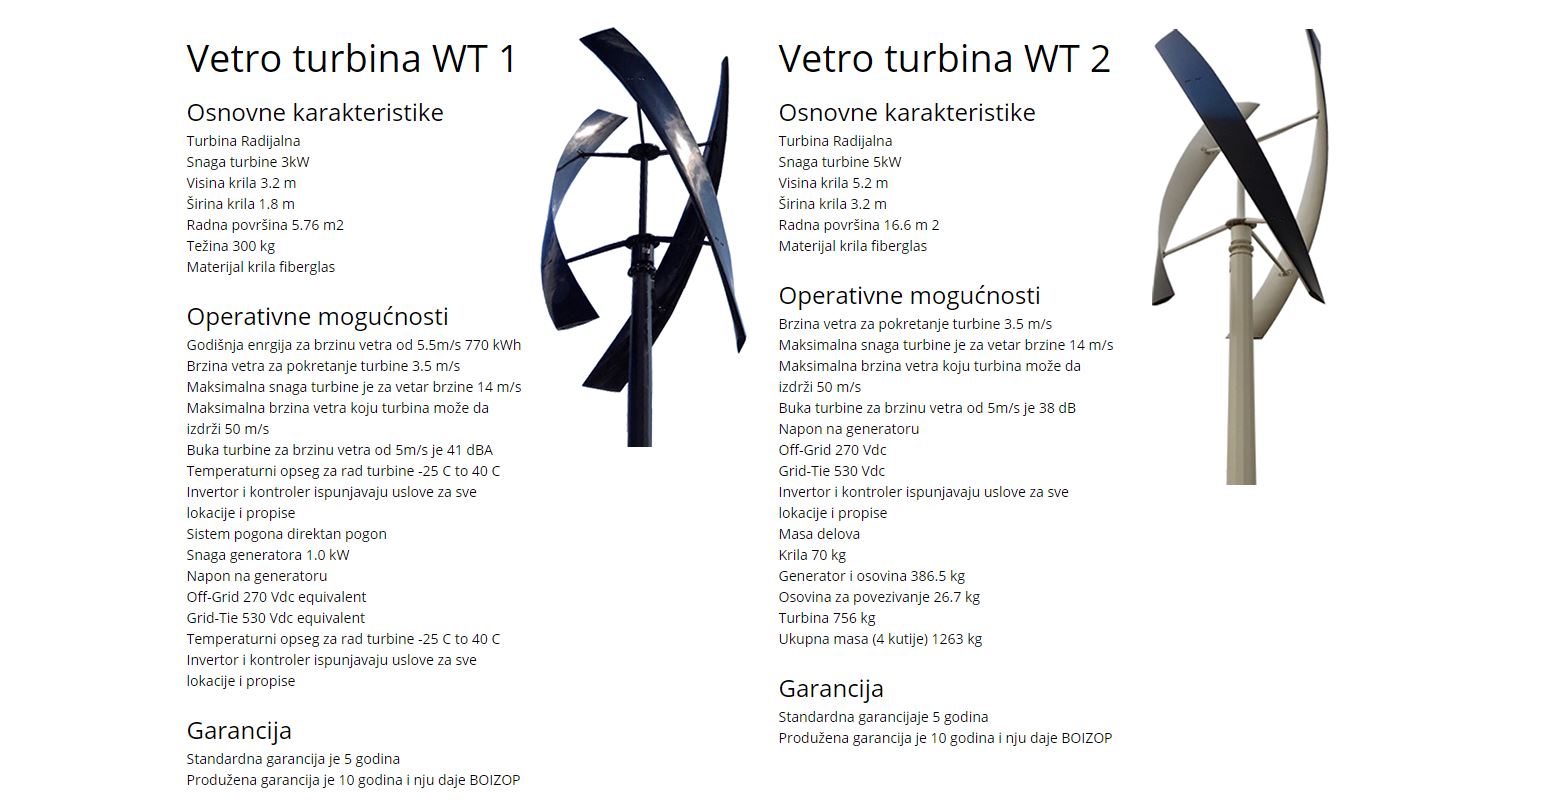 Vetro turbina WT 1
Osnovne karakteristike
Turbina Radijalna
Snaga turbine 3kW
Visina krila 3.2 m
Širina krila 1.8 m
Radna površina 5.76 m2
Težina 300 kg
Materijal krila fiberglas
Operativne mogućnosti
Godišnja enrgija za brzinu vetra od 5.5m/s 770 kWh
Brzina vetra za pokretanje turbine 3.5 m/s
Maksimalna snaga turbine je za vetar brzine 14 m/s
Maksimalna brzina vetra koju turbina može da
izdrži 50 m/s
Buka turbine za brzinu vetra od 5m/s je 41 dBA
Temperaturni opseg za rad turbine -25 C to 40 C
Invertor i kontroler ispunjavaju uslove za sve
lokacije i propise
Sistem pogona direktan pogon
Snaga generatora 1.0 kW
Napon na generatoru
Off-Grid 270 Vdc equivalent
Grid-Tie 530 Vdc equivalent
Temperaturni opseg za rad turbine -25 C to 40 C
Invertor i kontroler ispunjavaju uslove za sve
lokacije i propise
Garancija
Standardna garancija je 5 godina
Produžena garancija je 10 godina i nju daje BOIZOP
Vetro turbina WT 2
Osnovne karakteristike
Turbina Radijalna
Snaga turbine 5kW
Visina krila 5.2 m
Širina krila 3.2 m
Radna površina 16.6 m 2
Materijal krila fiberglas
Operativne mogućnosti
Brzina vetra za pokretanje turbine 3.5 m/s
Maksimalna snaga turbine je za vetar brzine 14 m/s
Maksimalna brzina vetra koju turbina može da
izdrži 50 m/s
Buka turbine za brzinu vetra od 5m/s je 38 dB
Napon na generatoru
Off-Grid 270 Vdc
Grid-Tie 530 Vdc
Invertor i kontroler ispunjavaju uslove za sve
lokacije i propise
Masa delova
Krila 70 kg
Generator i osovina 386.5 kg
Osovina za povezivanje 26.7 kg
Turbina 756 kg
Ukupna masa (4 kutije) 1263 kg
Garancija
Standardna garancijaje 5 godina
Produžena garancija je 10 godina i nju daje BOIZOP